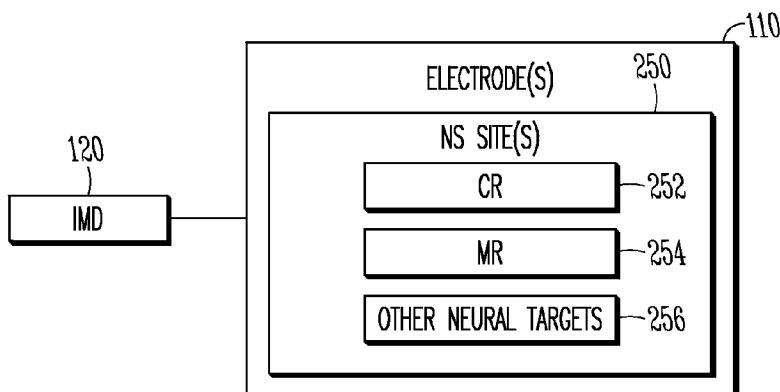 110
ELECTRODE(S)
250
NS SITE(S)
120
IMD
CR
252
MR
254
OTHER NEURAL TARGETS
256